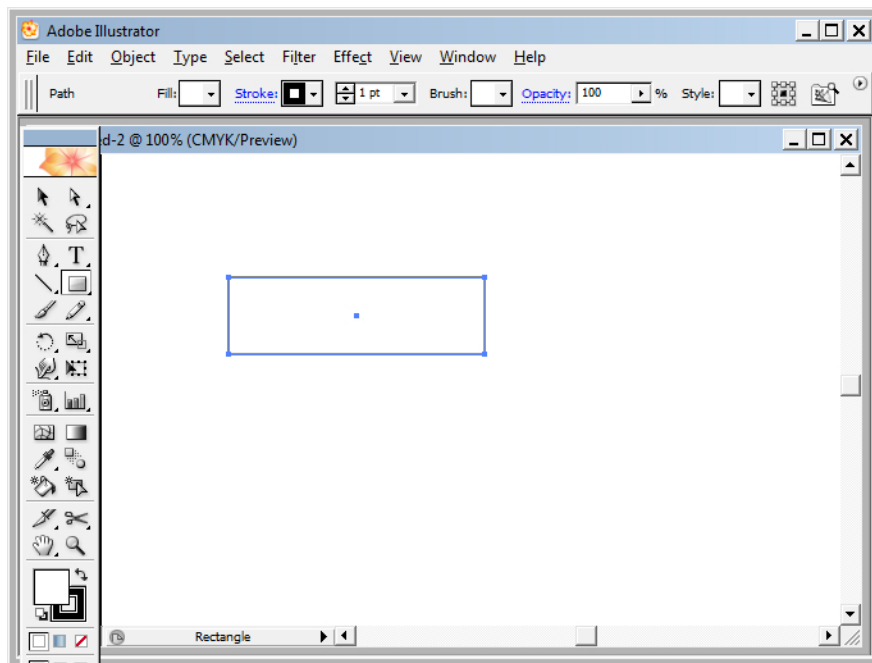 Adobe Illustrator
File Edit Object Type Select Filter Effect View Window Help
Path Fill: Stroke: 1 pt Brush: Opacity: 100 % Style:
ed-2 @ 100% (CMYK/Preview)
T
Rectangle